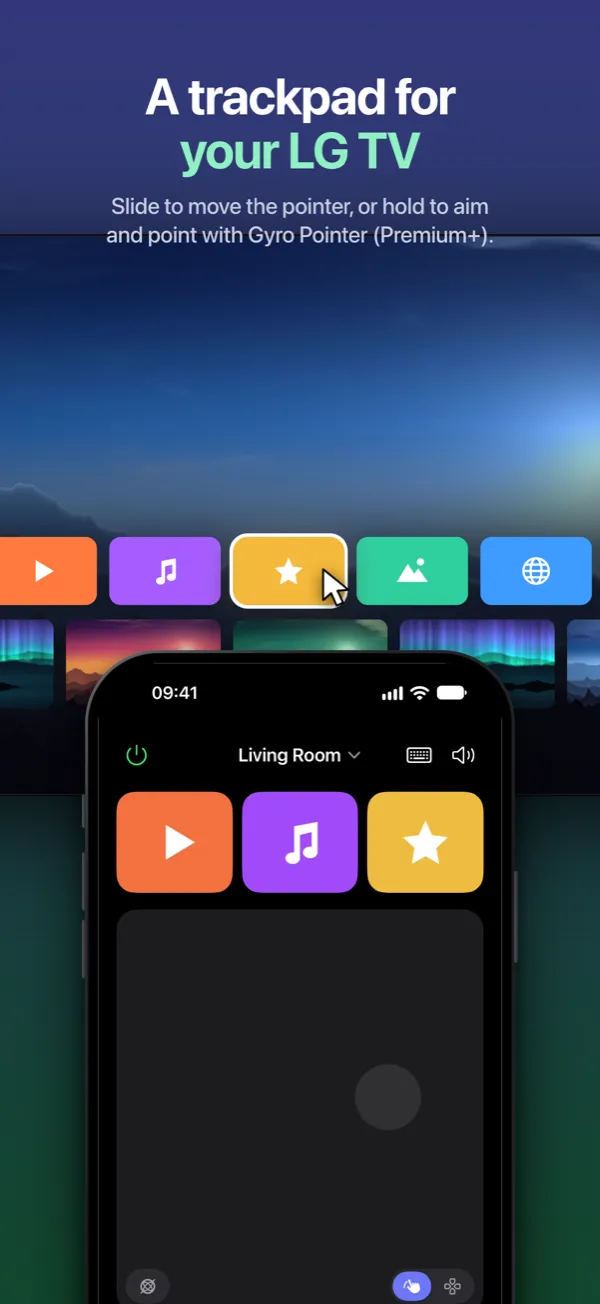 A trackpad for
your LG TV
Slide to move the pointer, or hold to aim
and point with Gyro Pointer (Premium+).
09:41
Living Room